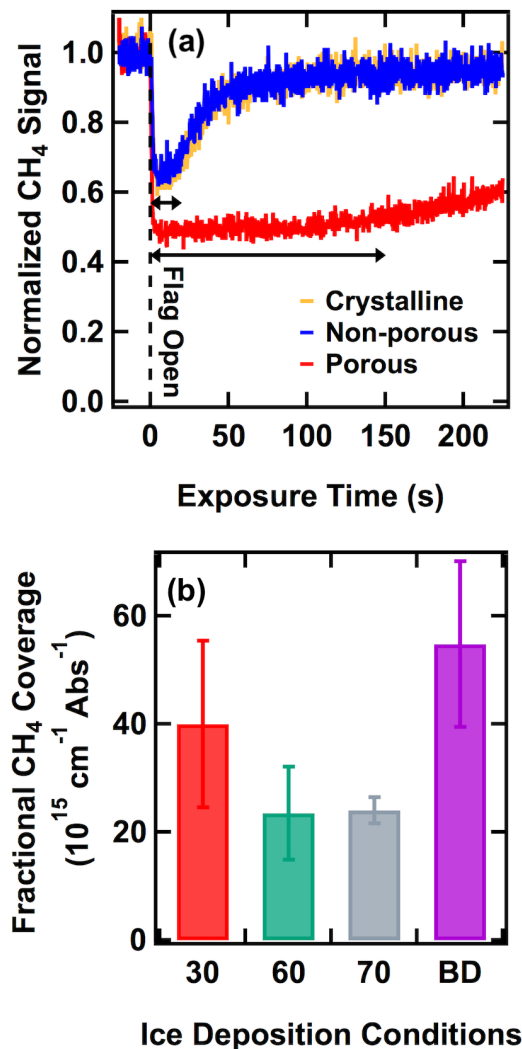 (a)
Normalized CH4 Signal
1.0
0.8
0.6
0.4
0.2
0.0
Flag Open
Crystalline
Non-porous
Porous
0 50 100 150 200
Exposure Time (s)
(b)
Fractional CH4 Coverage
(10^15 cm^-1 Abs^-1)
60
40
20
0
30 60 70 BD
Ice Deposition Conditions